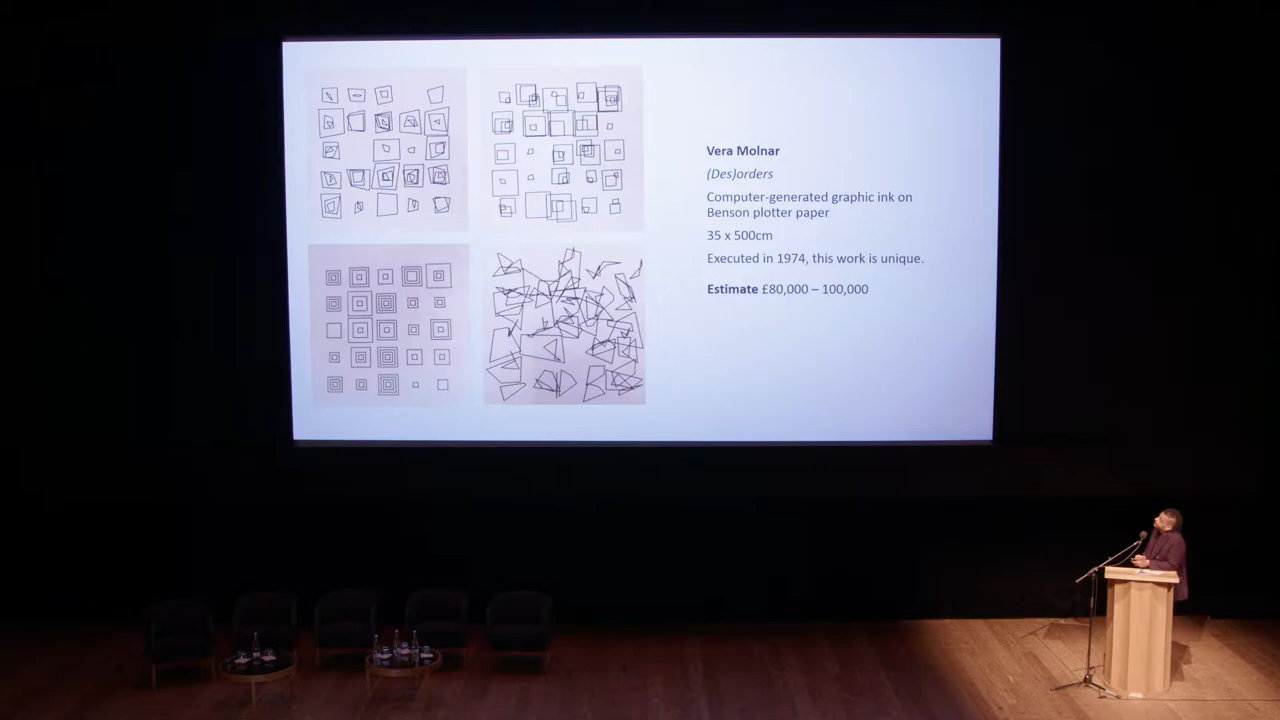 Vera Molnar
(Des)orders
Computer-generated graphic ink on
Benson plotter paper
35 x 500cm
Executed in 1974, this work is unique.
Estimate £80,000 – 100,000